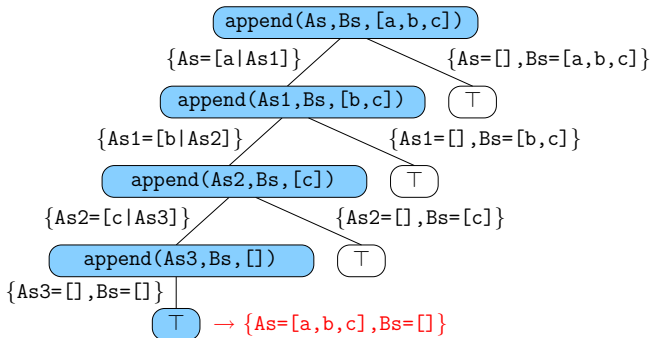 append(As,Bs,[a,b,c])
{As=[a|As1]} {As=[],Bs=[a,b,c]}
append(As1,Bs,[b,c]) ⊤
{As1=[b|As2]} {As1=[],Bs=[b,c]}
append(As2,Bs,[c]) ⊤
{As2=[c|As3]} {As2=[],Bs=[c]}
append(As3,Bs,[]) ⊤
{As3=[],Bs=[]}
⊤ → {As=[a,b,c],Bs=[]}